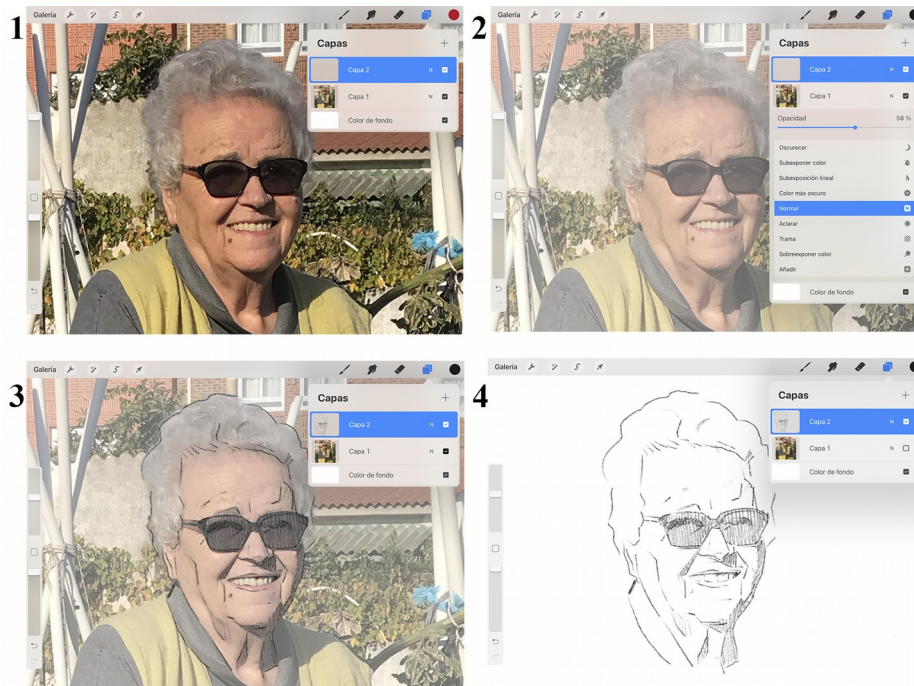 1
Galería
Capas
Capa 2 N
Capa 1 N
Color de fondo
2
Galería
Capas
Capa 2 N
Capa 1 N
Opacidad 58 %
Oscurecer
Subexponer color
Subexposición lineal
Color más oscuro
Normal N
Aclarar
Trama
Sobreexponer color
Añadir
Color de fondo
3
Galería
Capas
Capa 2 N
Capa 1 N
Color de fondo
4
Galería
Capas
Capa 2 N
Capa 1 N
Color de fondo